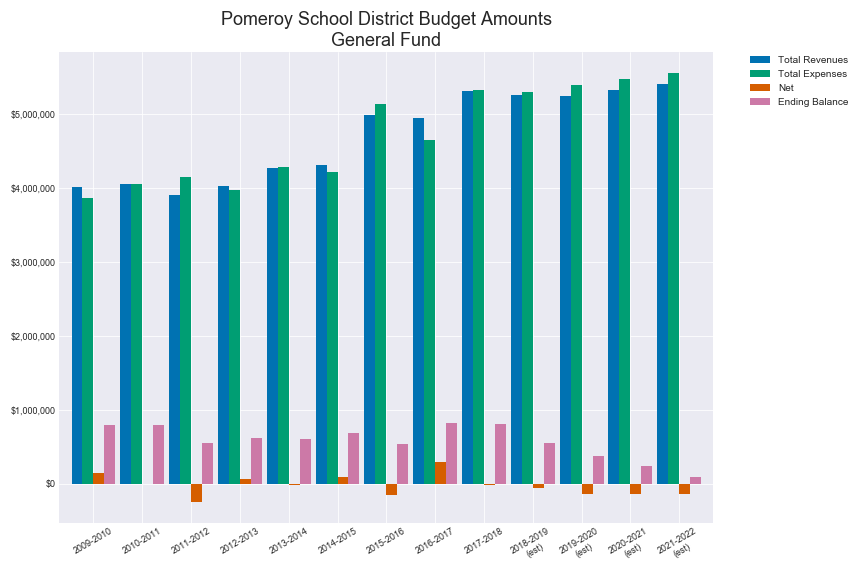 Pomeroy School District Budget Amounts
General Fund
Total Revenues
Total Expenses
Net
Ending Balance
$5,000,000
$4,000,000
$3,000,000
$2,000,000
$1,000,000
$0
2009-2010
2010-2011
2011-2012
2012-2013
2013-2014
2014-2015
2015-2016
2016-2017
2017-2018
2018-2019
(est)
2019-2020
(est)
2020-2021
(est)
2021-2022
(est)